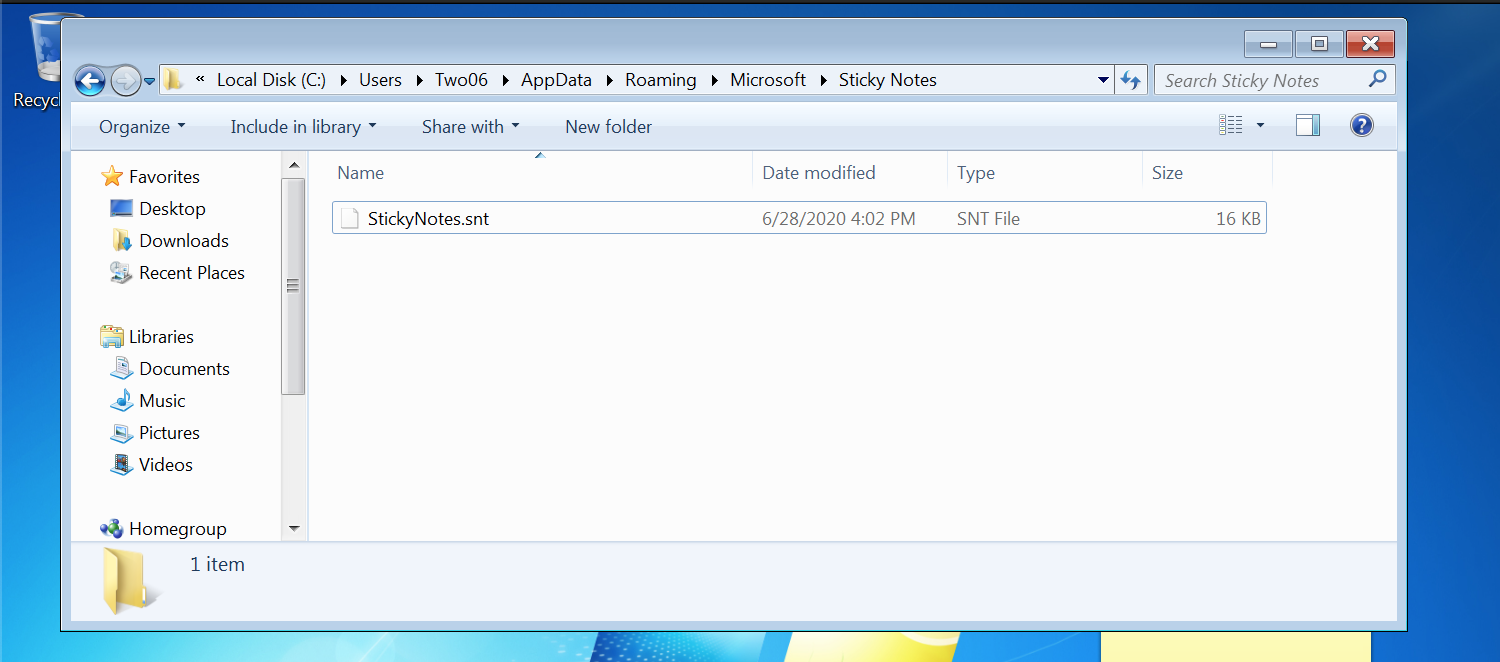 Recyc
« Local Disk (C:) Users Two06 AppData Roaming Microsoft Sticky Notes
Search Sticky Notes
Organize Include in library Share with New folder
Name Date modified Type Size
StickyNotes.snt 6/28/2020 4:02 PM SNT File 16 KB
Favorites
Desktop
Downloads
Recent Places
Libraries
Documents
Music
Pictures
Videos
Homegroup
1 item